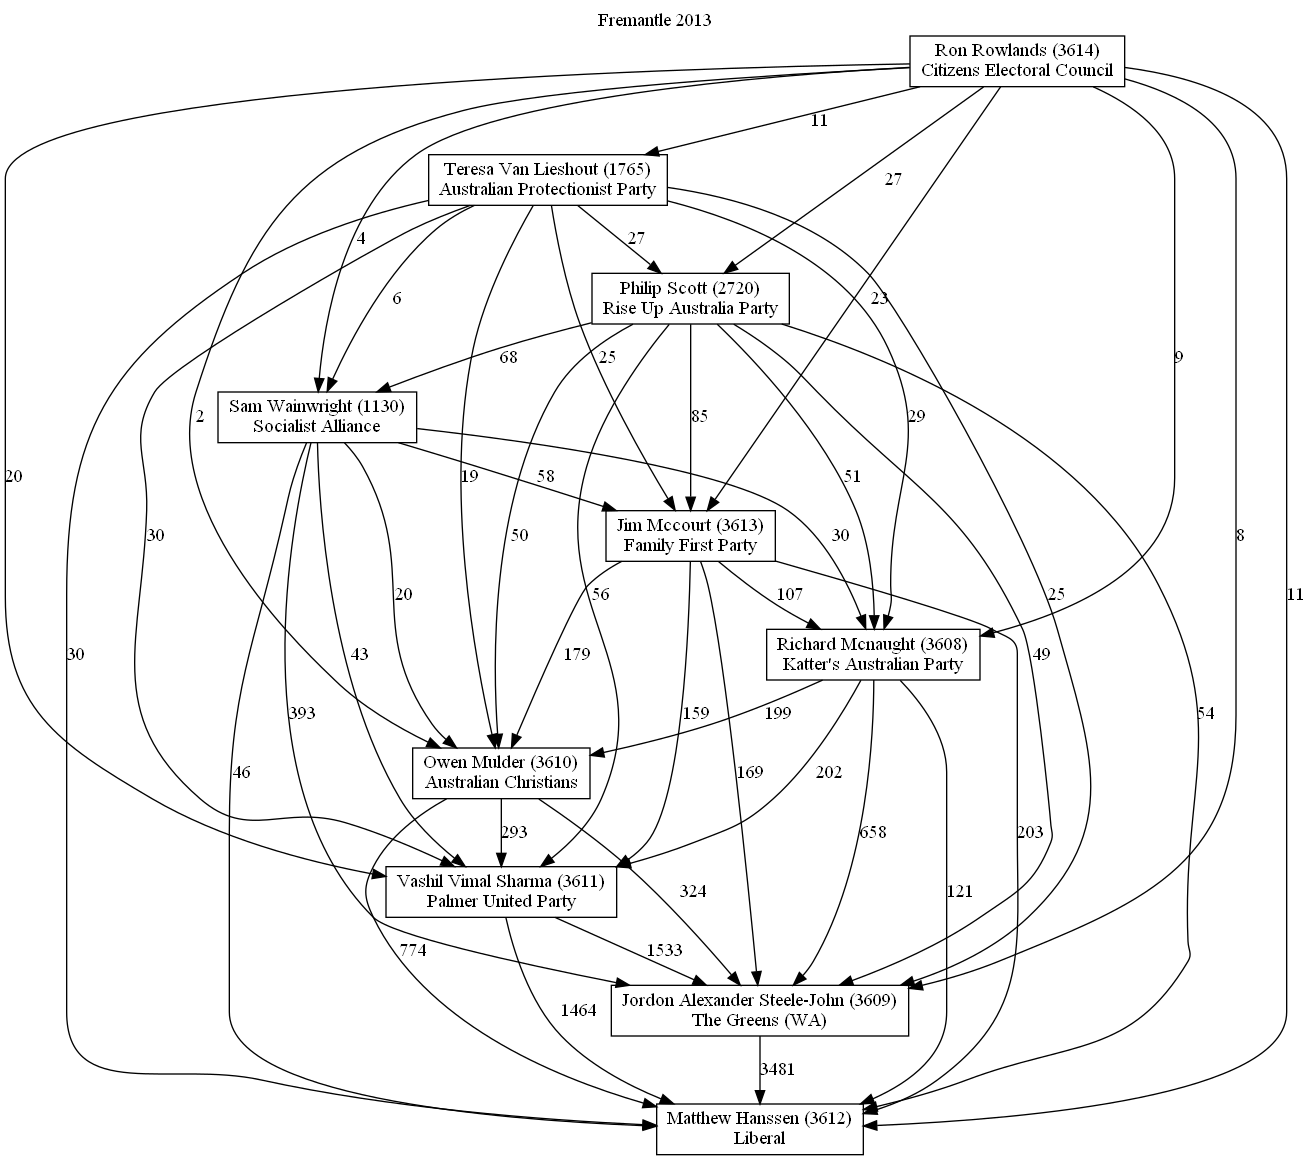 Fremantle 2013
Ron Rowlands (3614)
Citizens Electoral Council
11
Teresa Van Lieshout (1765)
Australian Protectionist Party
27
4
27
Philip Scott (2720)
Rise Up Australia Party
6
23
68
25
9
Sam Wainwright (1130)
Socialist Alliance
2
85
29
20
19
58
51
Jim Mccourt (3613)
Family First Party
30
50
30
8
20
56
107
25
11
Richard Mcnaught (3608)
Katter's Australian Party
30
43
179
49
393
159
199
54
Owen Mulder (3610)
Australian Christians
46
169
202
293
658
203
Vashil Vimal Sharma (3611)
Palmer United Party
324
121
774
1533
Jordon Alexander Steele-John (3609)
The Greens (WA)
1464
3481
Matthew Hanssen (3612)
Liberal